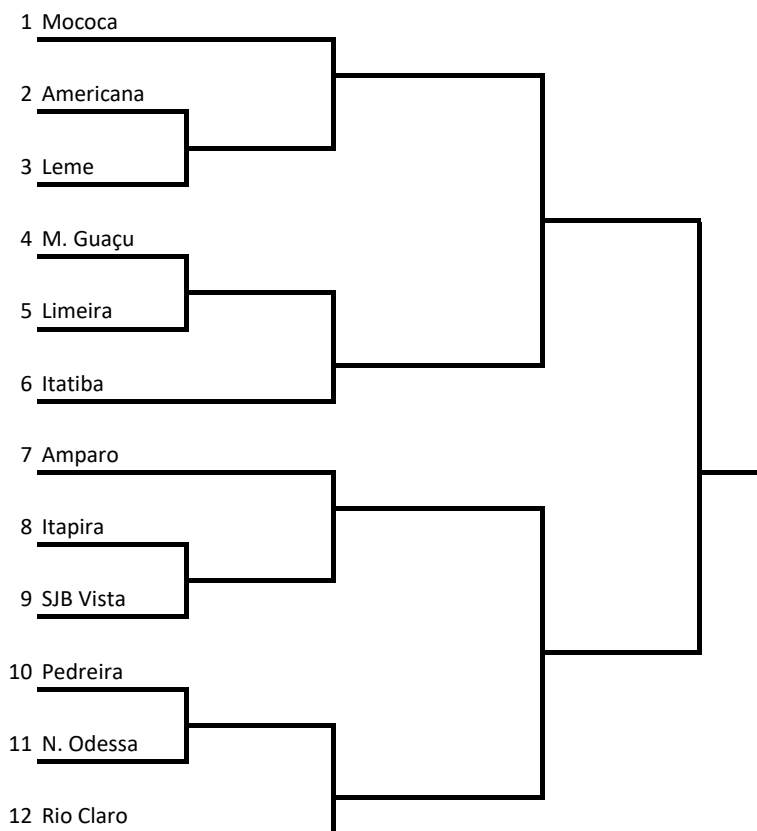 1 Mococa
2 Americana
3 Leme
4 M. Guaçu
5 Limeira
6 Itatiba
7 Amparo
8 Itapira
9 SJB Vista
10 Pedreira
11 N. Odessa
12 Rio Claro